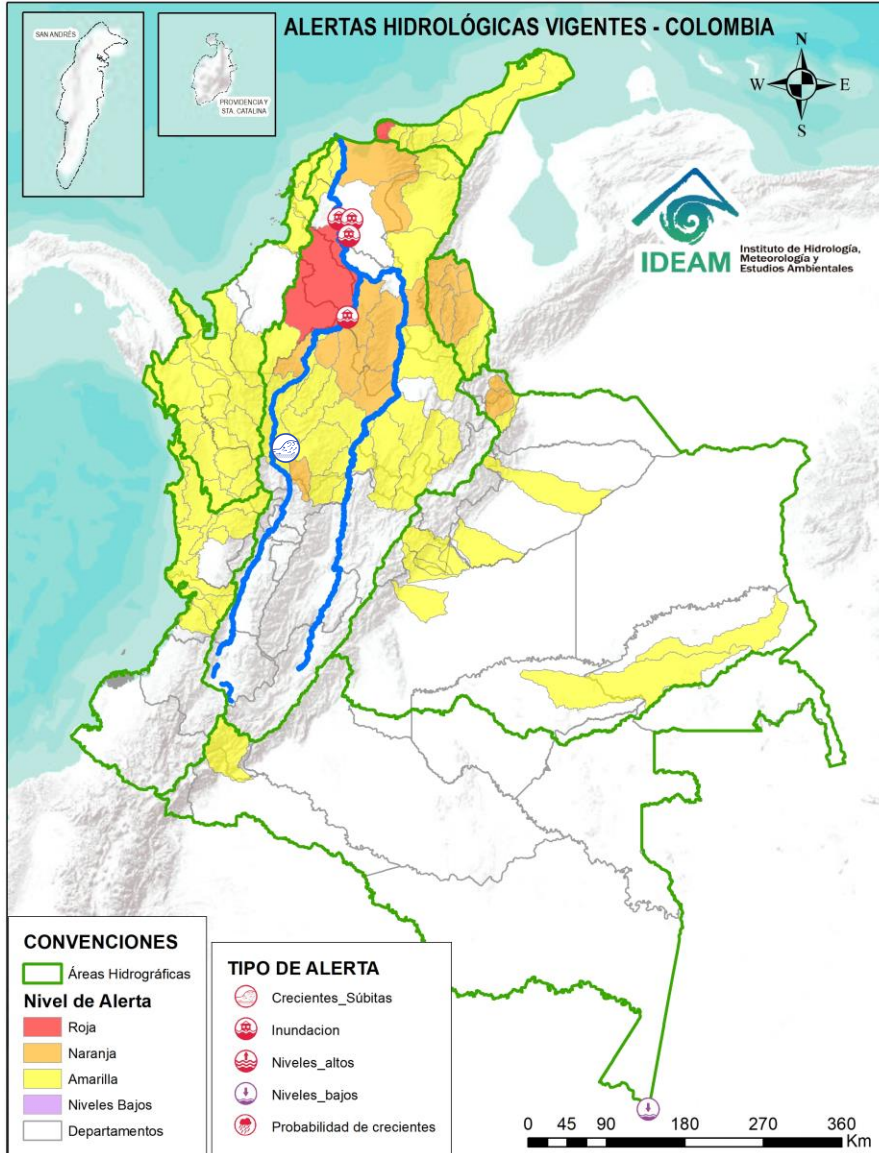 ALERTAS HIDROLÓGICAS VIGENTES - COLOMBIA
SAN ANDRÉS
PROVIDENCIA Y
STA. CATALINA
N
W
E
S
IDEAM
Instituto de Hidrología,
Meteorología y
Estudios Ambientales
CONVENCIONES
Áreas Hidrográficas
Nivel de Alerta
Roja
Naranja
Amarilla
Niveles Bajos
Departamentos
TIPO DE ALERTA
Crecientes_Súbitas
Inundacion
Niveles_altos
Niveles_bajos
Probabilidad de crecientes
0 45 90 180 270 360
Km